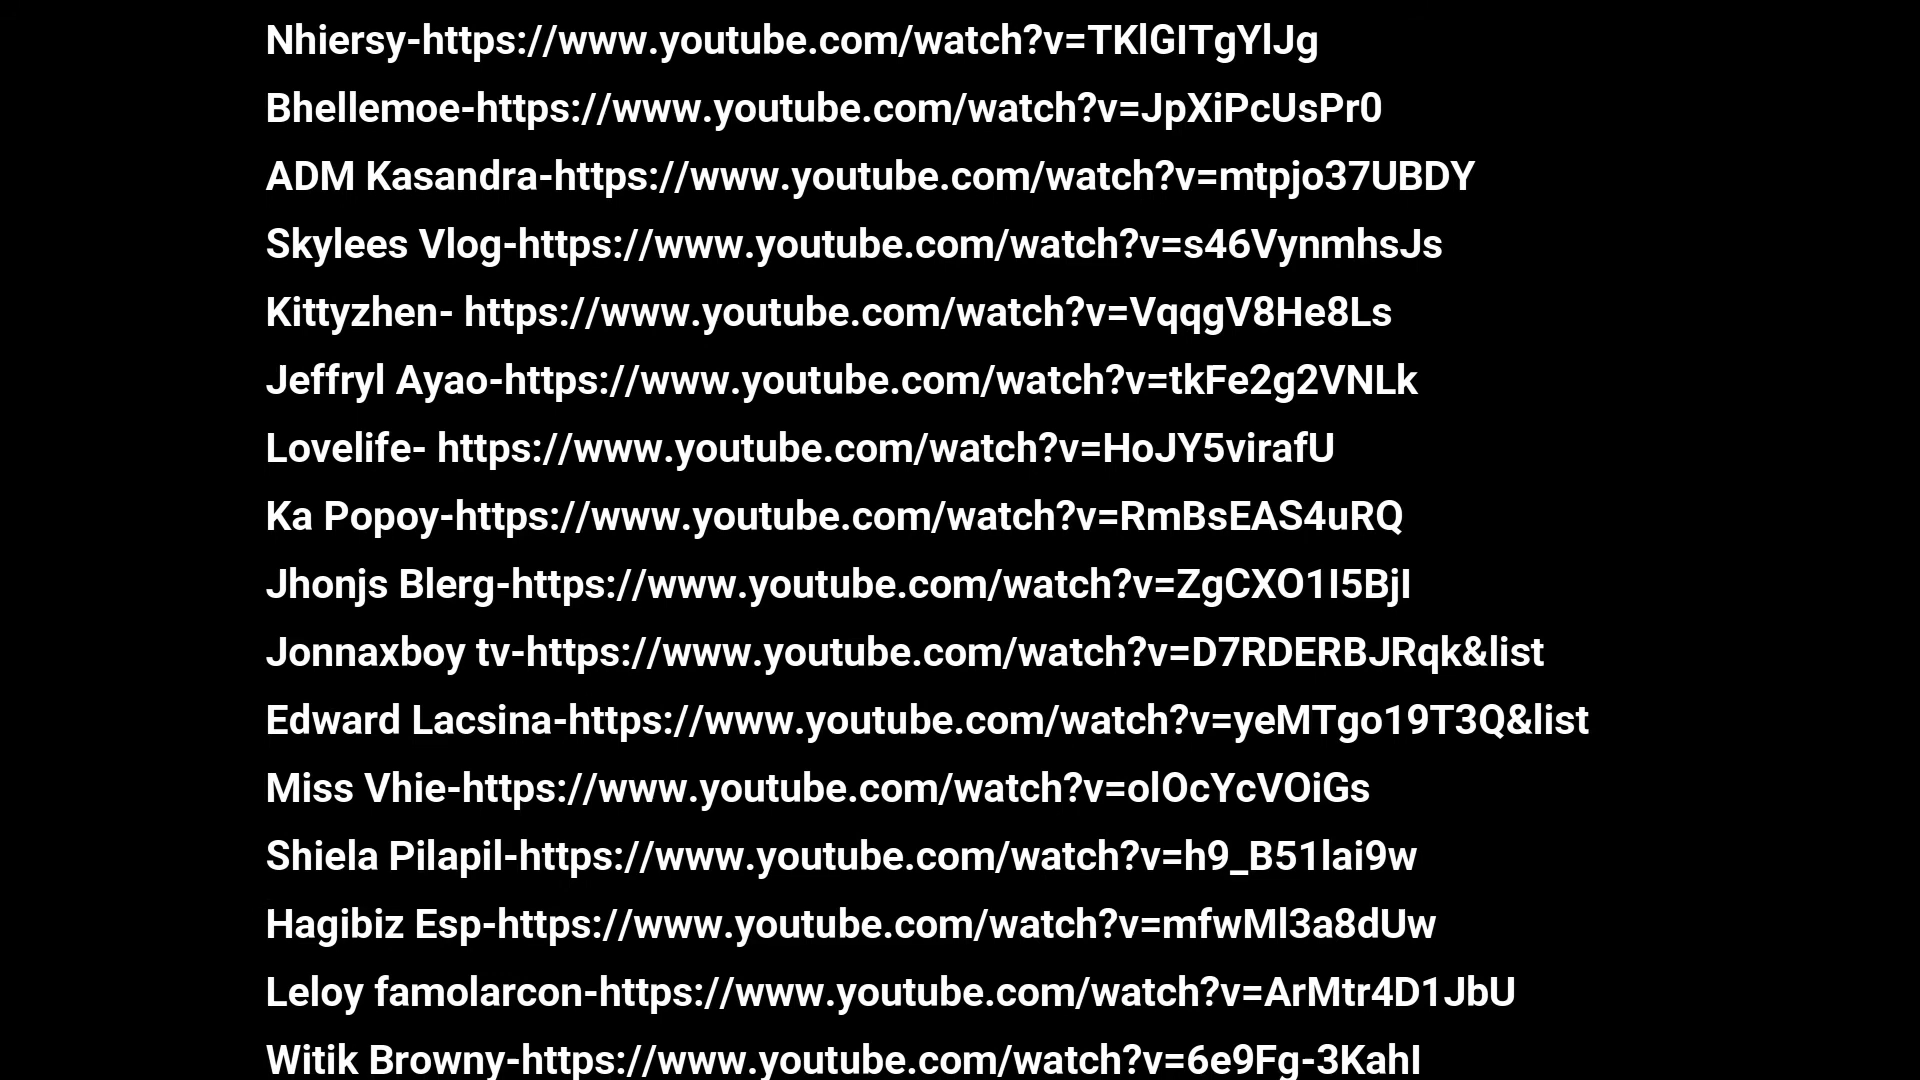 Nhiersy-https://www.youtube.com/watch?v=TKlGITgYlJg
Bhellemoe-https://www.youtube.com/watch?v=JpXiPcUsPr0
ADM Kasandra-https://www.youtube.com/watch?v=mtpjo37UBDY
Skylees Vlog-https://www.youtube.com/watch?v=s46VynmhsJs
Kittyzhen- https://www.youtube.com/watch?v=VqqgV8He8Ls
Jeffryl Ayao-https://www.youtube.com/watch?v=tkFe2g2VNLk
Lovelife- https://www.youtube.com/watch?v=HoJY5virafU
Ka Popoy-https://www.youtube.com/watch?v=RmBsEAS4uRQ
Jhonjs Blerg-https://www.youtube.com/watch?v=ZgCXO1I5BjI
Jonnaxboy tv-https://www.youtube.com/watch?v=D7RDERBJRqk&list
Edward Lacsina-https://www.youtube.com/watch?v=yeMTgo19T3Q&list
Miss Vhie-https://www.youtube.com/watch?v=olOcYcVOiGs
Shiela Pilapil-https://www.youtube.com/watch?v=h9_B51lai9w
Hagibiz Esp-https://www.youtube.com/watch?v=mfwMl3a8dUw
Leloy famolarcon-https://www.youtube.com/watch?v=ArMtr4D1JbU
Witik Browny-https://www.youtube.com/watch?v=6e9Fg-3KahI